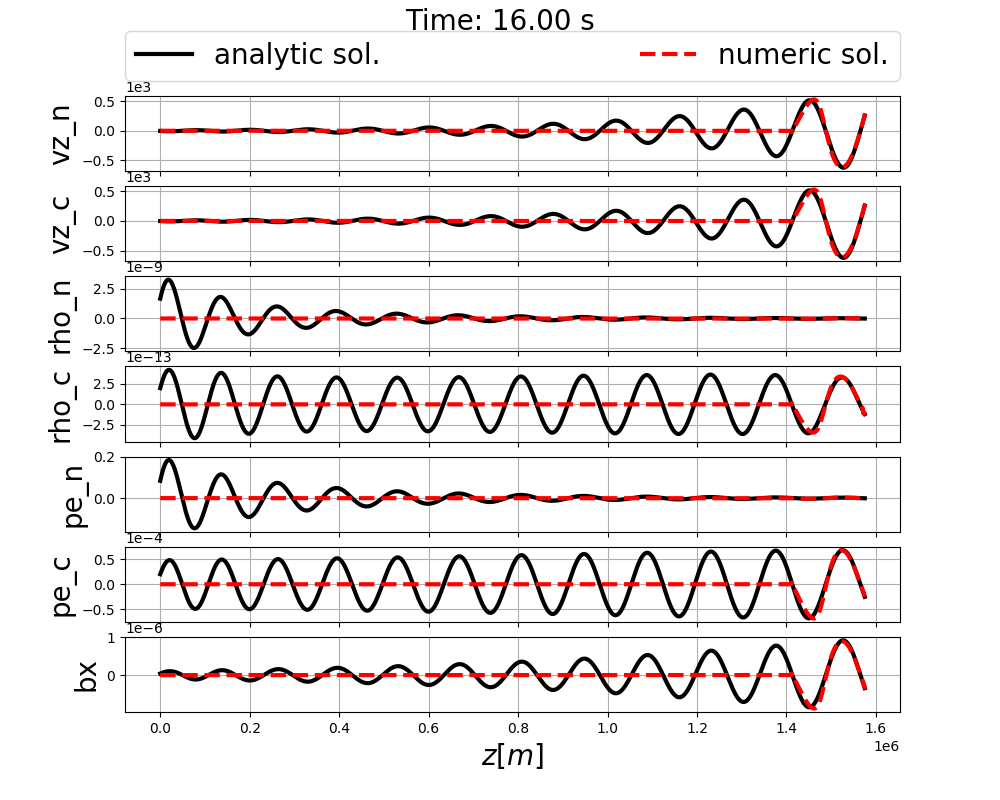 Time: 16.00 s
analytic sol. numeric sol.
1e3
vz_n
0.5
0.0
−0.5
1e3
vz_c
0.5
0.0
−0.5
1e−9
rho_n
2.5
0.0
−2.5
1e−13
rho_c
2.5
0.0
−2.5
pe_n
0.2
0.0
1e−4
pe_c
0.5
0.0
−0.5
1e−6
bx
1
0
0.0 0.2 0.4 0.6 0.8 1.0 1.2 1.4 1.6
1e6
z[m]